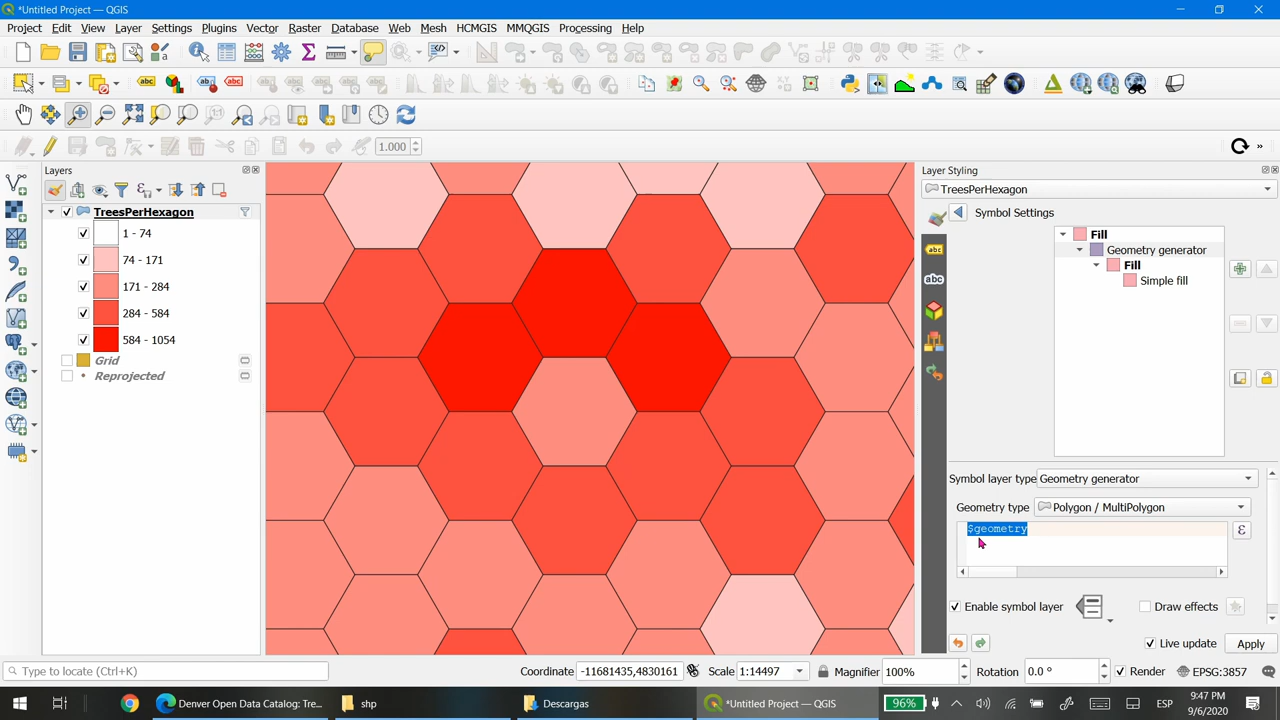 *Untitled Project — QGIS
Project Edit View Layer Settings Plugins Vector Raster Database Web Mesh HCMGIS MMQGIS Processing Help
1.000
Layers
TreesPerHexagon
1 - 74
74 - 171
171 - 284
284 - 584
584 - 1054
Grid
Reprojected
Layer Styling
TreesPerHexagon
Symbol Settings
Fill
Geometry generator
Fill
Simple fill
Symbol layer type Geometry generator
Geometry type Polygon / MultiPolygon
$geometry
ε
Enable symbol layer Draw effects
Live update Apply
Type to locate (Ctrl+K) Coordinate -11681435,4830161 Scale 1:14497 Magnifier 100% Rotation 0.0 ° Render EPSG:3857
Denver Open Data Catalog: Tre... shp Descargas *Untitled Project — QGIS 96% ESP 9:47 PM
9/6/2020